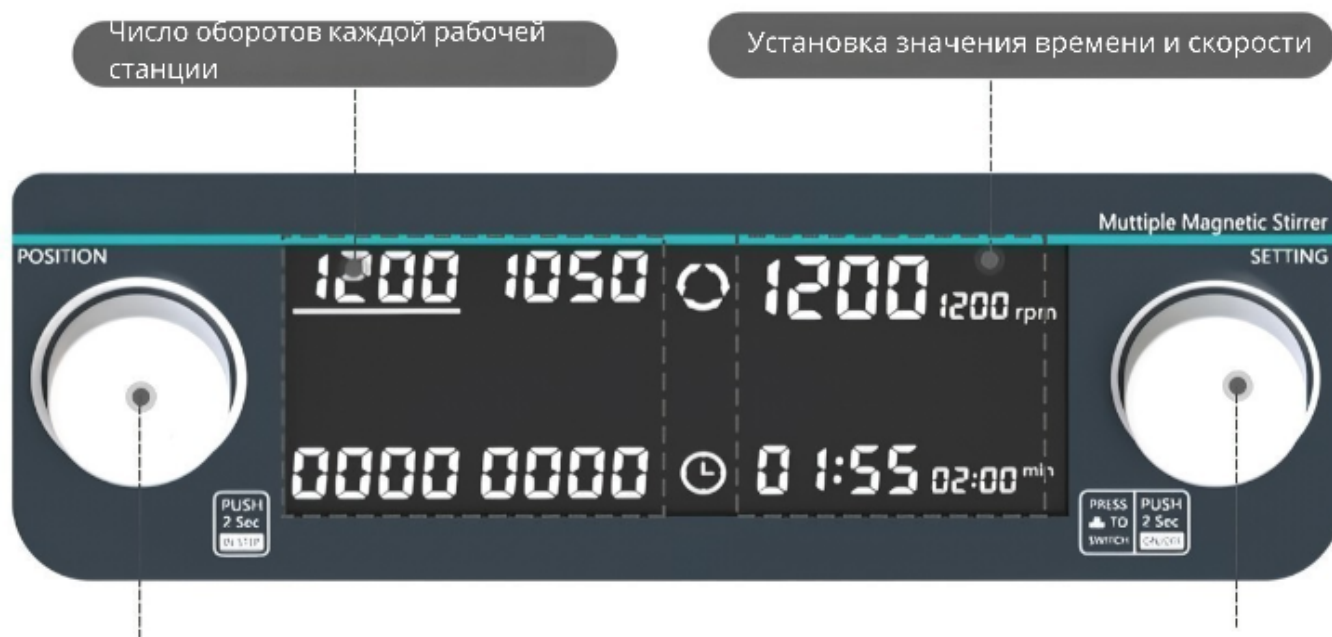 Число оборотов каждой рабочей
станции
Установка значения времени и скорости
Muttiple Magnetic Stirrer
POSITION
SETTING
1200 1050
1200 1200 rpm
0000 0000
01:55 02:00 min
PUSH
2 Sec
PRESS
TO
SWITCH
PUSH
2 Sec